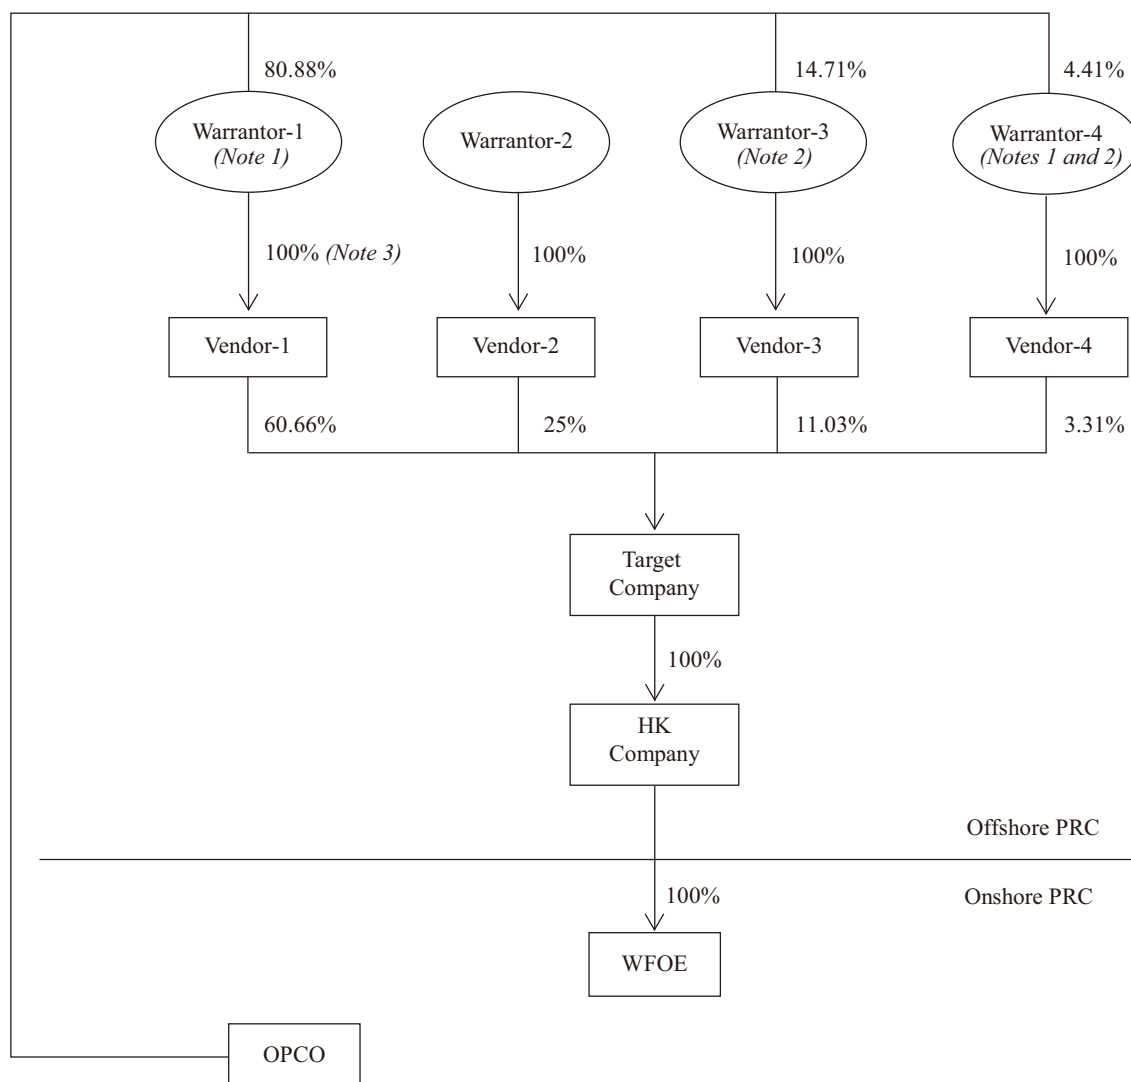 80.88%
14.71%
4.41%
Warrantor-1
(Note 1)
Warrantor-2
Warrantor-3
(Note 2)
Warrantor-4
(Notes 1 and 2)
100% (Note 3)
100%
100%
100%
Vendor-1
Vendor-2
Vendor-3
Vendor-4
60.66%
25%
11.03%
3.31%
Target
Company
100%
HK
Company
Offshore PRC
Onshore PRC
100%
WFOE
OPCO